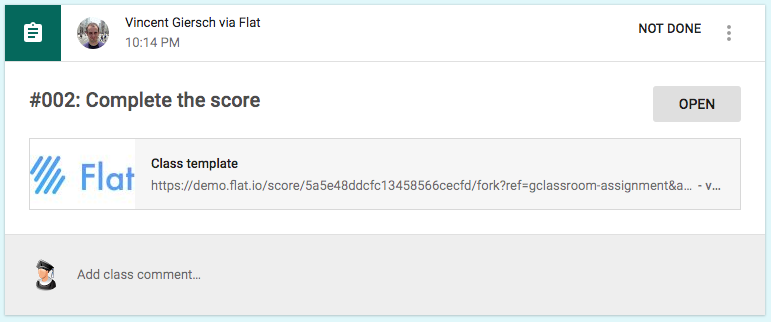 Vincent Giersch via Flat
10:14 PM
NOT DONE
#002: Complete the score
OPEN
Flat
Class template
https://demo.flat.io/score/5a5e48ddcfc13458566cecfd/fork?ref=gclassroom-assignment&a... - v...
Add class comment...